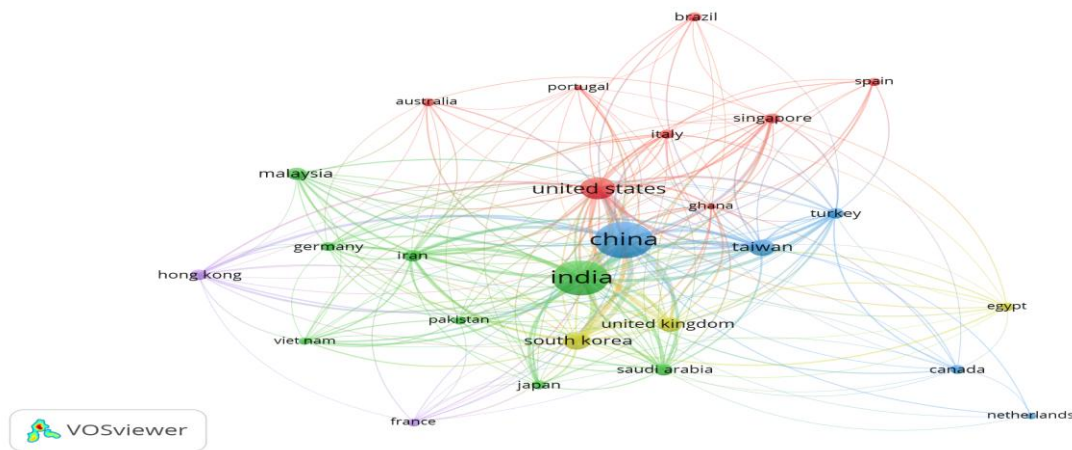 brazil
spain
portugal
australia
singapore
italy
malaysia
united states
ghana
turkey
china
taiwan
germany
iran
hong kong
india
egypt
pakistan
united kingdom
viet nam
south korea
saudi arabia
canada
japan
netherlands
france
VOSviewer